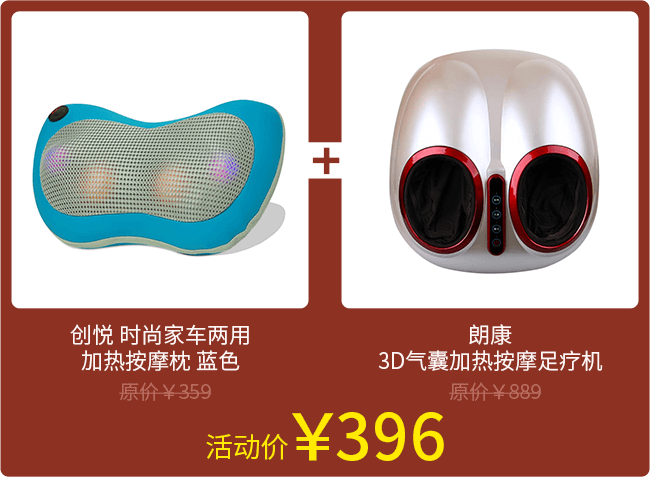 +
创悦 时尚家车两用
加热按摩枕 蓝色
原价￥359
朗康
3D气囊加热按摩足疗机
原价￥889
活动价￥396